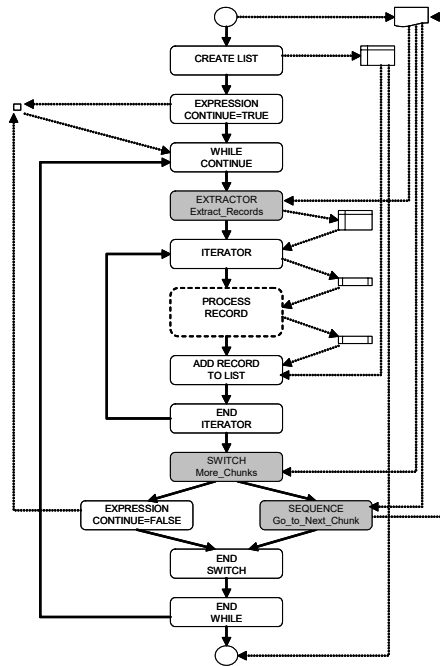 CREATE LIST
EXPRESSION
CONTINUE=TRUE
WHILE
CONTINUE
EXTRACTOR
Extract_Records
ITERATOR
PROCESS
RECORD
ADD RECORD
TO LIST
END
ITERATOR
SWITCH
More_Chunks
EXPRESSION
CONTINUE=FALSE
SEQUENCE
Go_to_Next_Chunk
END
SWITCH
END
WHILE